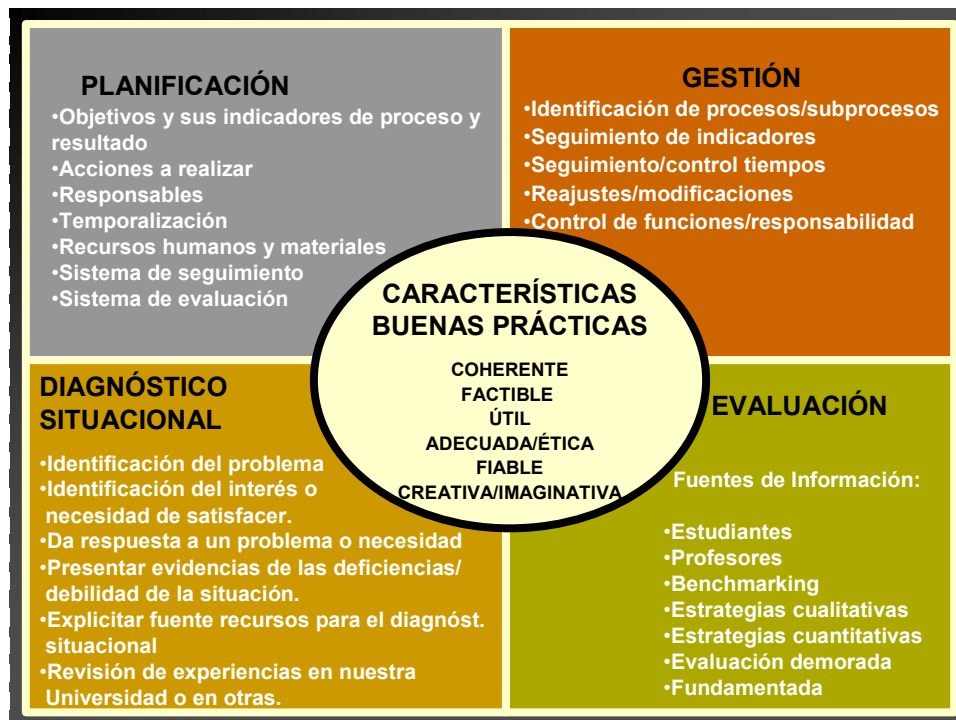 PLANIFICACIÓN
•Objetivos y sus indicadores de proceso y
resultado
•Acciones a realizar
•Responsables
•Temporalización
•Recursos humanos y materiales
•Sistema de seguimiento
•Sistema de evaluación
GESTIÓN
•Identificación de procesos/subprocesos
•Seguimiento de indicadores
•Seguimiento/control tiempos
•Reajustes/modificaciones
•Control de funciones/responsabilidad
CARACTERÍSTICAS
BUENAS PRÁCTICAS
COHERENTE
FACTIBLE
ÚTIL
ADECUADA/ÉTICA
FIABLE
CREATIVA/IMAGINATIVA
DIAGNÓSTICO
SITUACIONAL
•Identificación del problema
•Identificación del interés o
necesidad de satisfacer.
•Da respuesta a un problema o necesidad
•Presentar evidencias de las deficiencias/
debilidad de la situación.
•Explicitar fuente recursos para el diagnóst.
situacional
•Revisión de experiencias en nuestra
Universidad o en otras.
EVALUACIÓN
Fuentes de Información:
•Estudiantes
•Profesores
•Benchmarking
•Estrategias cualitativas
•Estrategias cuantitativas
•Evaluación demorada
•Fundamentada